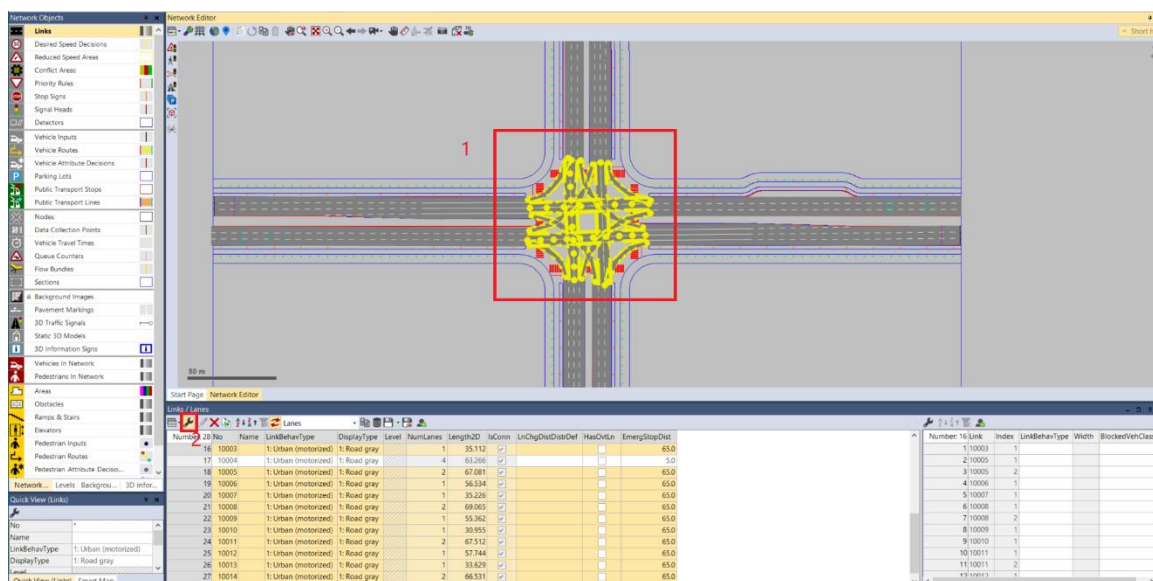 Network Objects
Links
Desired Speed Decisions
Reduced Speed Areas
Conflict Areas
Priority Rules
Stop Signs
Signal Heads
Detectors
Vehicle Inputs
Vehicle Routes
Vehicle Attribute Decisions
Parking Lots
Public Transport Stops
Public Transport Lines
Nodes
Data Collection Points
Vehicle Travel Times
Queue Counters
Flow Bundles
Sections
Background Images
Pavement Markings
3D Traffic Signals
Static 3D Models
3D Information Signs
Vehicles In Network
Pedestrians In Network
Areas
Obstacles
Ramps & Stairs
Elevators
Pedestrian Inputs
Pedestrian Routes
Pedestrian Attribute Decisio...
Network... Levels Backgrou... 3D infor...
Quick View (Links)
No *
Name
LinkBehavType 1: Urban (motorized)
DisplayType 1: Road gray
Level
Quick View (Links) Smart Map
Network Editor
Short
1
50 m
Start Page Network Editor
Links / Lanes
Lanes
2
Number: 28 No Name LinkBehavType DisplayType Level NumLanes Length2D IsConn LnChgDistDistrDef HasOvtLn EmergStopDist
16 10003 1: Urban (motorized) 1: Road gray 1 35.112 65.0
17 10004 1: Urban (motorized) 1: Road gray 4 63.266 5.0
18 10005 1: Urban (motorized) 1: Road gray 2 67.081 65.0
19 10006 1: Urban (motorized) 1: Road gray 1 56.534 65.0
20 10007 1: Urban (motorized) 1: Road gray 1 35.226 65.0
21 10008 1: Urban (motorized) 1: Road gray 2 69.065 65.0
22 10009 1: Urban (motorized) 1: Road gray 1 55.362 65.0
23 10010 1: Urban (motorized) 1: Road gray 1 30.955 65.0
24 10011 1: Urban (motorized) 1: Road gray 2 67.512 65.0
25 10012 1: Urban (motorized) 1: Road gray 1 57.744 65.0
26 10013 1: Urban (motorized) 1: Road gray 1 33.629 65.0
27 10014 1: Urban (motorized) 1: Road gray 2 66.531 65.0
Number: 16 Link Index LinkBehavType Width BlockedVehClass
1 10003 1
2 10005 1
3 10005 2
4 10006 1
5 10007 1
6 10008 1
7 10008 2
8 10009 1
9 10010 1
10 10011 1
11 10011 2
12 10012 1